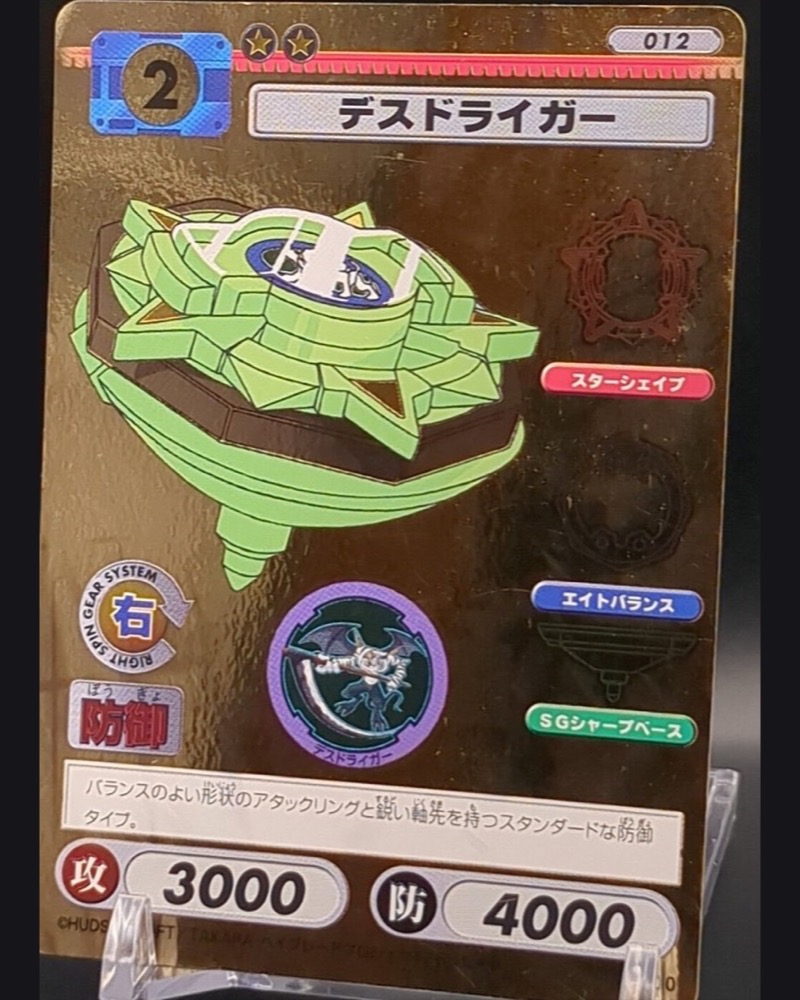 012
2
デスドライガー
スターシェイプ
エイトバランス
RIGHT SPIN GEAR SYSTEM
右
ぼうぎょ
防御
デスドライガー
SGシャープベース
バランスのよい形状のアタックリングと鋭い軸先を持つスタンダードな防御
タイプ。
攻 3000
防 4000
©HUDS
TAKARA